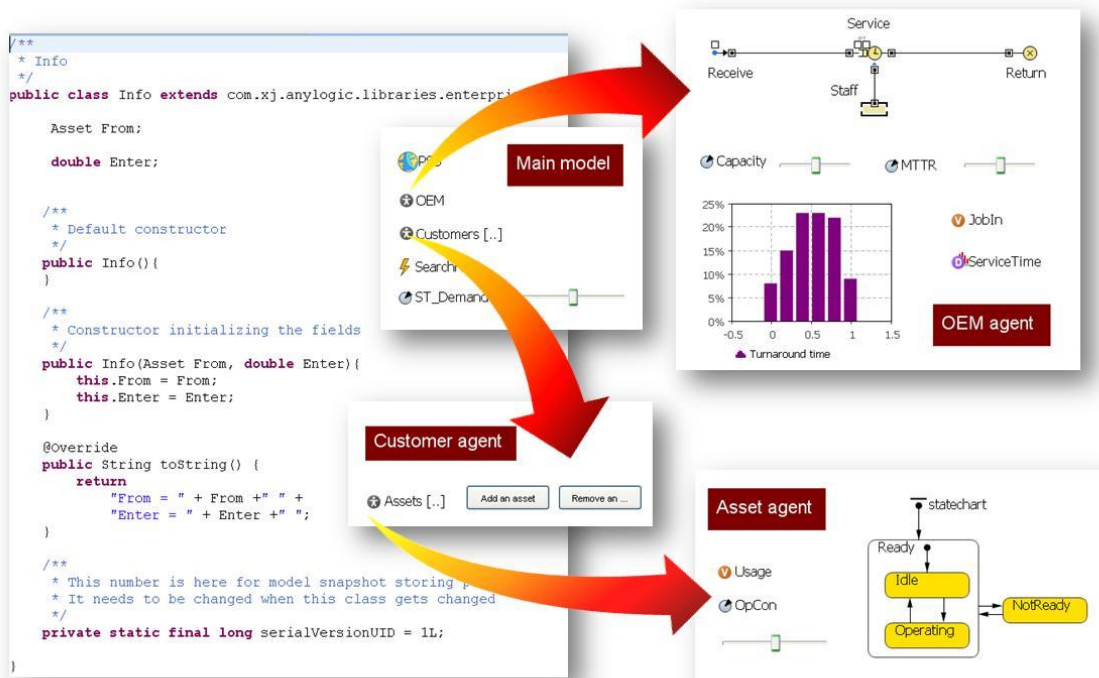 /**
* Info
*/
public class Info extends com.xj.anylogic.libraries.enterpri
Asset From;
double Enter;
/**
* Default constructor
*/
public Info(){
}
/**
* Constructor initializing the fields
*/
public Info(Asset From, double Enter){
this.From = From;
this.Enter = Enter;
}
@Override
public String toString() {
return
"From = " + From +" " +
"Enter = " + Enter +" ";
}
/**
* This number is here for model snapshot storing
* It needs to be changed when this class gets changed
*/
private static final long serialVersionUID = 1L;
}
Main model
OEM
Customers [..]
ST_Demand
Customer agent
Assets [..]
Add an asset
Remove an ...
Service
Receive
Return
Staff
Capacity
MTTR
25%
20%
15%
10%
5%
0%
-0.5 0 0.5 1 1.5
Turnaround time
JobIn
ServiceTime
OEM agent
Asset agent
Usage
OpCon
statechart
Ready
Idle
Operating
NotReady